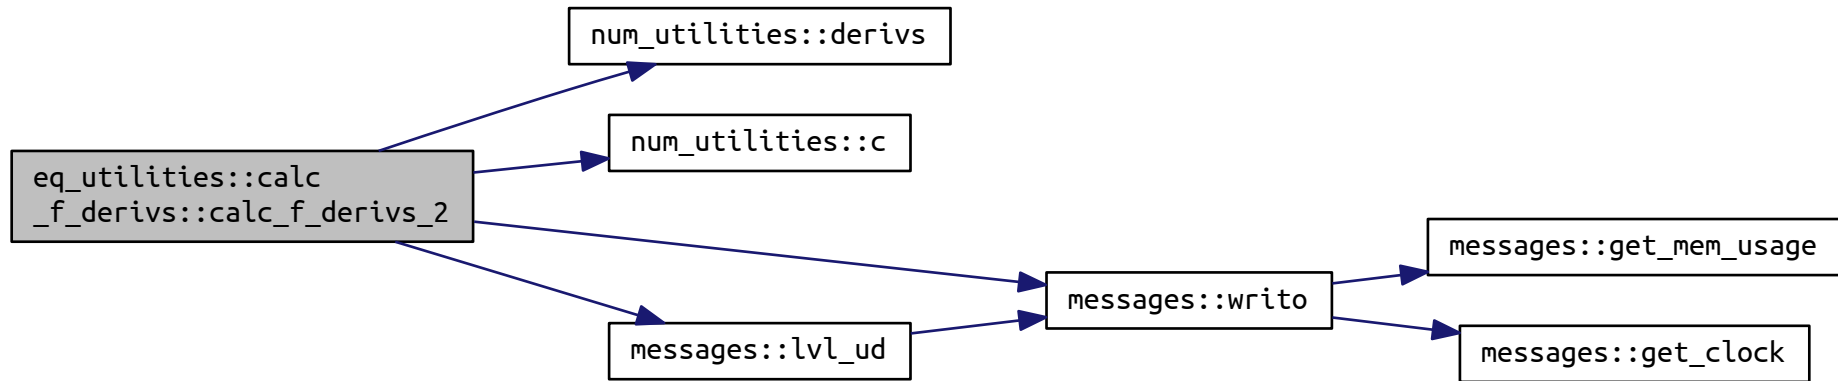 num_utilities::derivs
num_utilities::c
eq_utilities::calc
_f_derivs::calc_f_derivs_2
messages::get_mem_usage
messages::writo
messages::lvl_ud
messages::get_clock